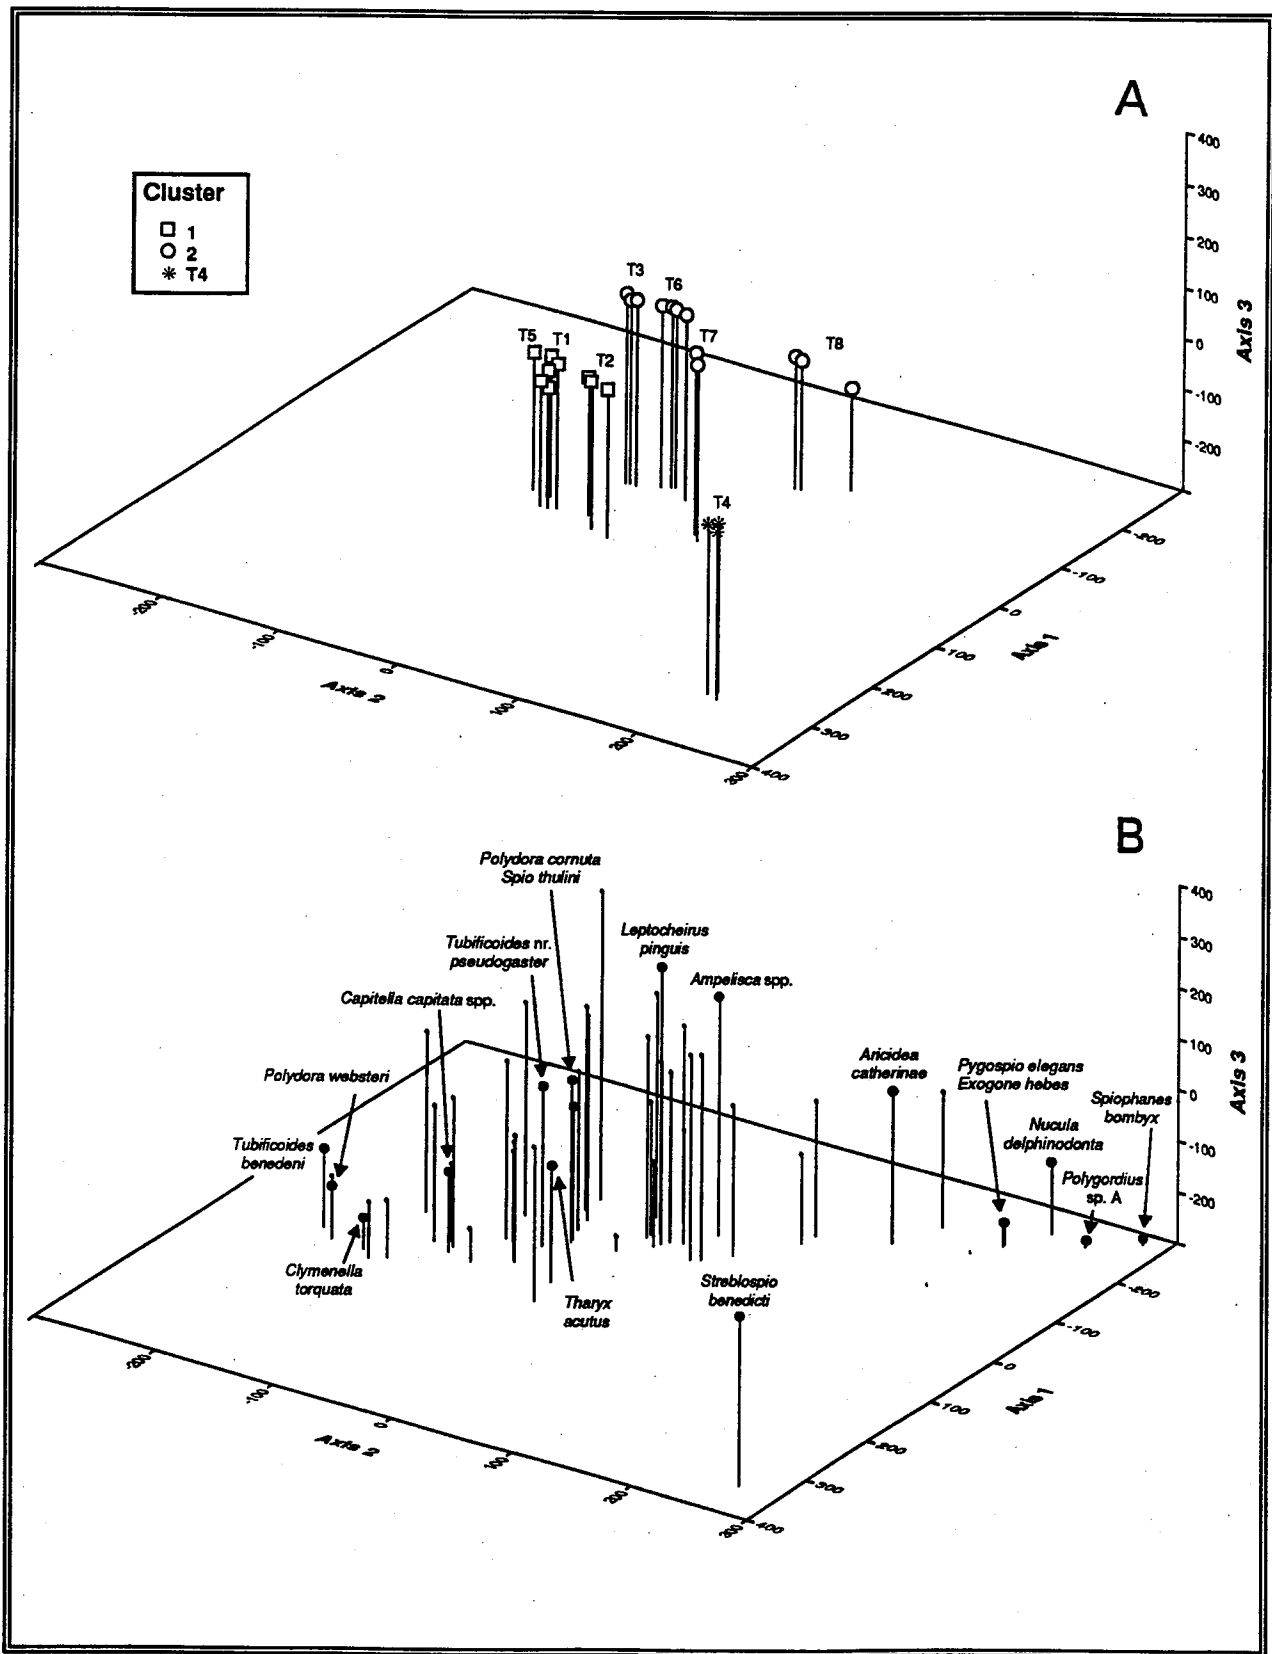 A
Cluster
1
2
T4
T3
T6
T5
T1
T2
T7
T8
T4
400
300
200
100
0
-100
-200
Axis 3
-200
-100
0
100
200
300
400
Axis 1
-200
-100
0
100
200
300
Axis 2
B
Polydora cornuta
Spio thulini
Leptocheirus
pinguis
Tubificoides nr.
pseudogaster
Ampelisca spp.
Capitella capitata spp.
Aricidea
catherinae
Pygospio elegans
Exogone hebes
Polydora websteri
Spiophanes
bombyx
Nucula
delphinodonta
Tubificoides
benedeni
Polygordius
sp. A
Clymenella
torquata
Streblospio
benedicti
Tharyx
acutus
400
300
200
100
0
-100
-200
Axis 3
-200
-100
0
100
200
300
400
Axis 1
-200
-100
0
100
200
300
Axis 2